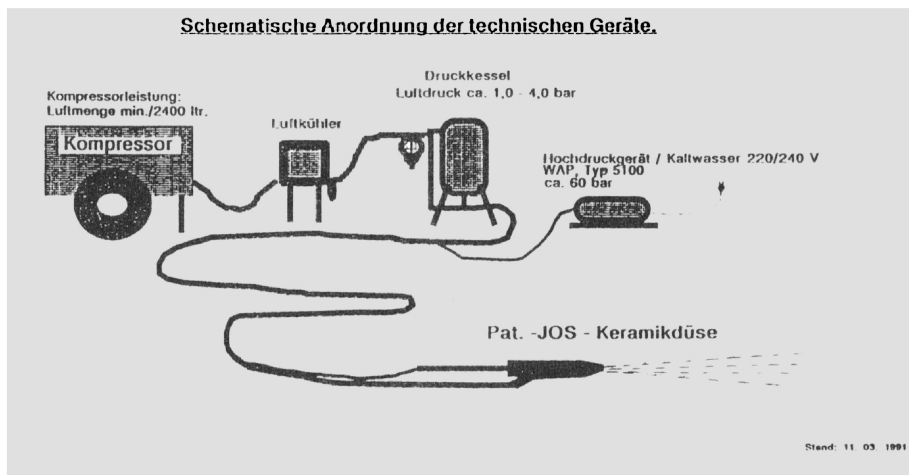 Schematische Anordnung der technischen Geräte.
Druckkessel
Luftdruck ca. 1,0 - 4,0 bar
Kompressorleistung:
Luftmenge min./2400 ltr.
Luftkühler
Kompressor
Hochdruckgerät / Kaltwasser 220/240 V
WAP, Typ 5100
ca. 60 bar
Pat. -JOS - Keramikdüse
Stand: 11. 03. 1991